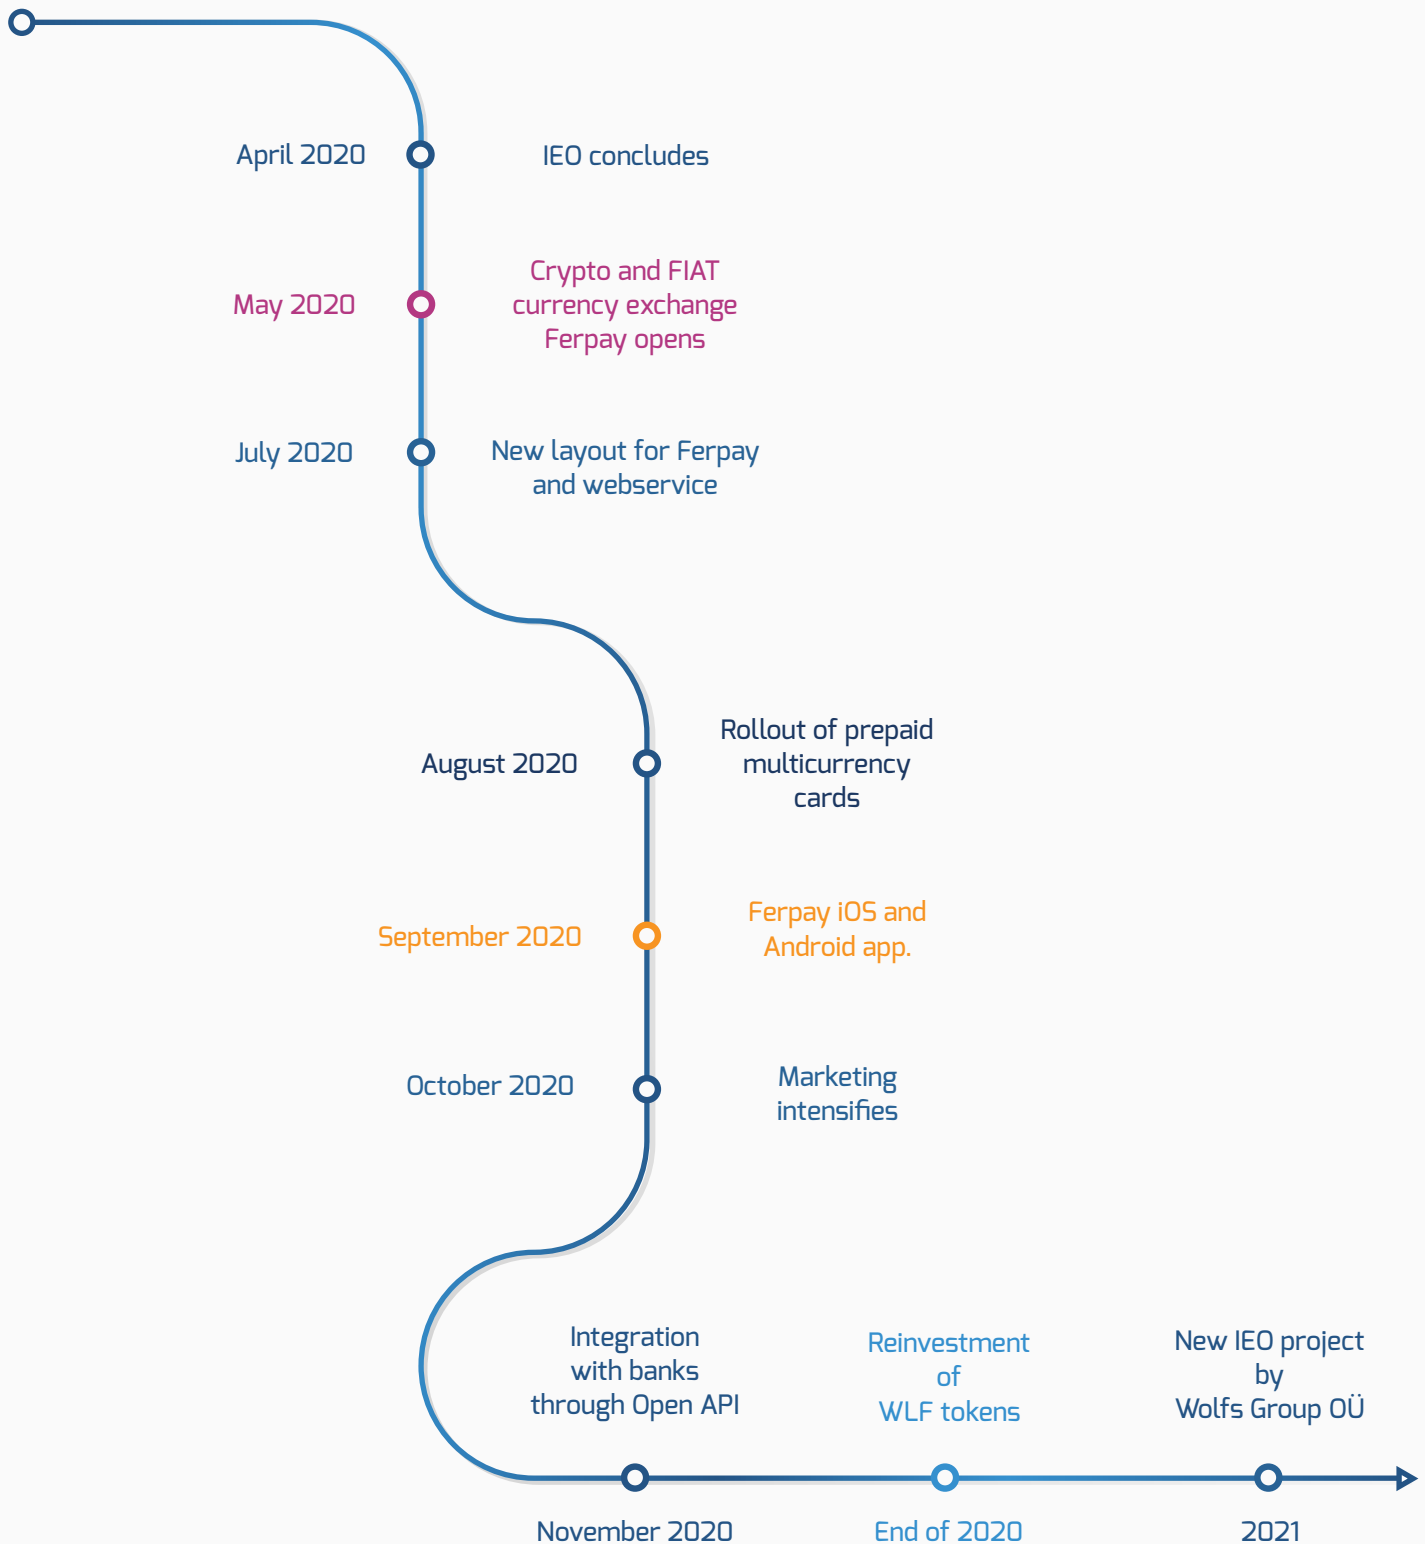 April 2020
IEO concludes
May 2020
Crypto and FIAT
currency exchange
Ferpay opens
July 2020
New layout for Ferpay
and webservice
August 2020
Rollout of prepaid
multicurrency
cards
September 2020
Ferpay iOS and
Android app.
October 2020
Marketing
intensifies
Integration
with banks
through Open API
November 2020
Reinvestment
of
WLF tokens
End of 2020
New IEO project
by
Wolfs Group OÜ
2021